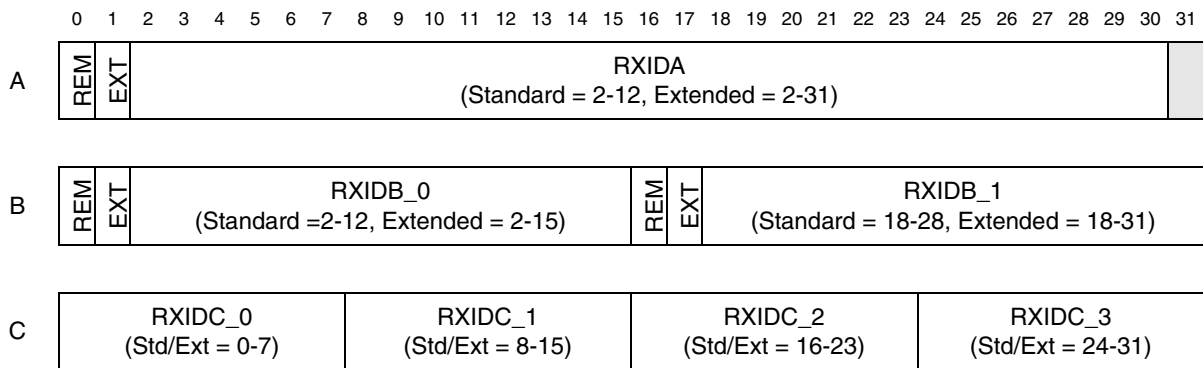 0 1 2 3 4 5 6 7 8 9 10 11 12 13 14 15 16 17 18 19 20 21 22 23 24 25 26 27 28 29 30 31
A REM EXT RXIDA
(Standard = 2-12, Extended = 2-31)
B REM EXT RXIDB_0 REM EXT RXIDB_1
(Standard =2-12, Extended = 2-15) (Standard = 18-28, Extended = 18-31)
C RXIDC_0 RXIDC_1 RXIDC_2 RXIDC_3
(Std/Ext = 0-7) (Std/Ext = 8-15) (Std/Ext = 16-23) (Std/Ext = 24-31)